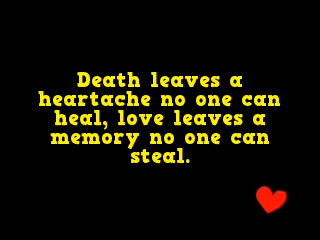 Death leaves a
heartache no one can
heal, love leaves a
memory no one can
steal.